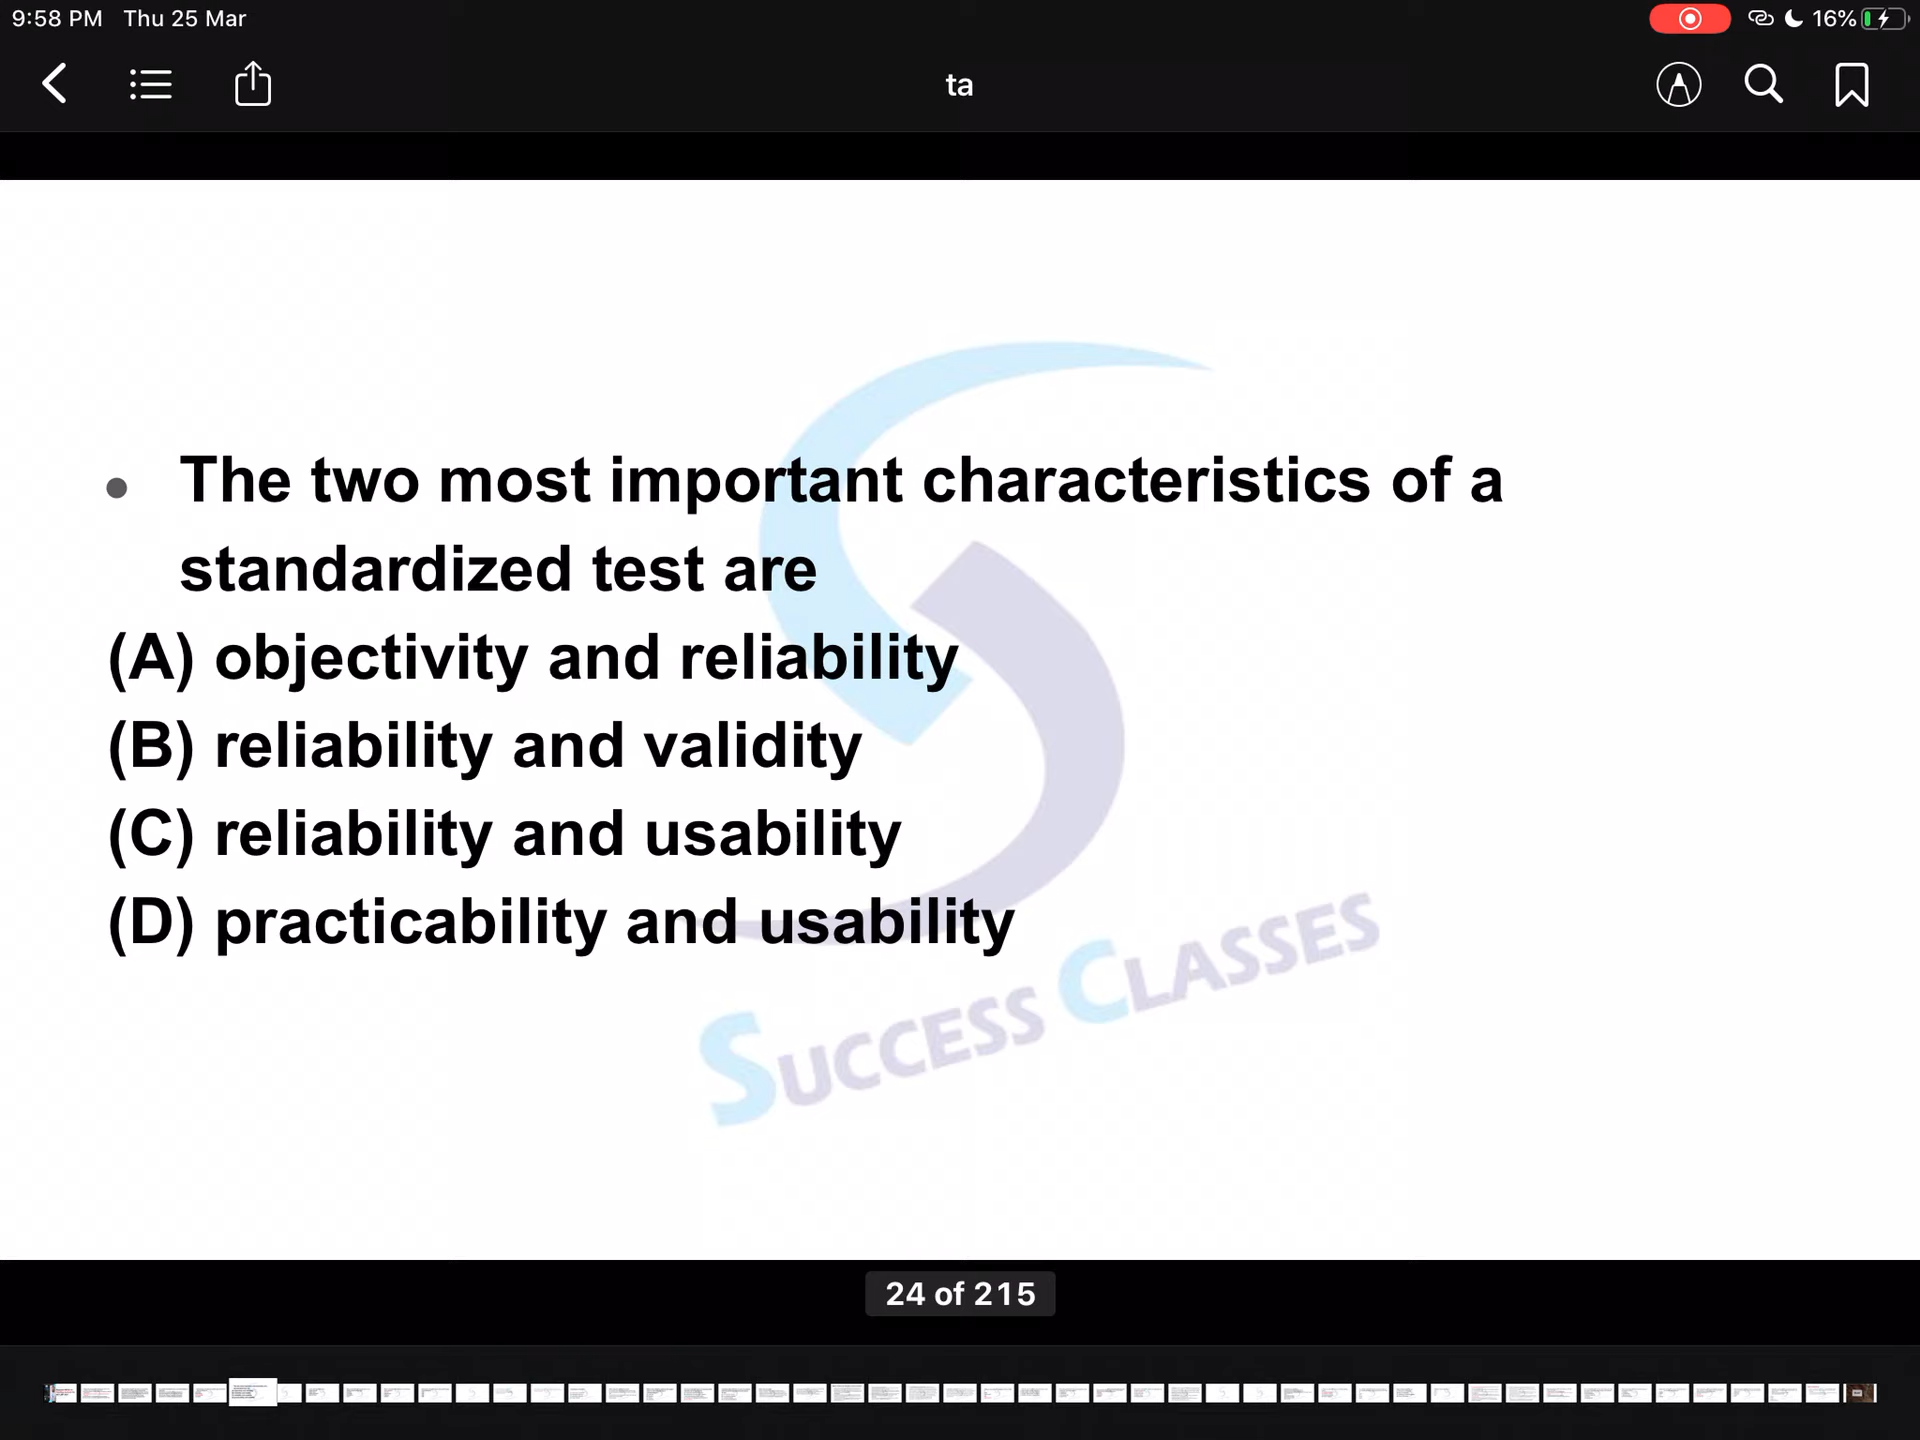 9:58 PM Thu 25 Mar
16%
ta
• The two most important characteristics of a
standardized test are
(A) objectivity and reliability
(B) reliability and validity
(C) reliability and usability
(D) practicability and usability
SUCCESS CLASSES
24 of 215